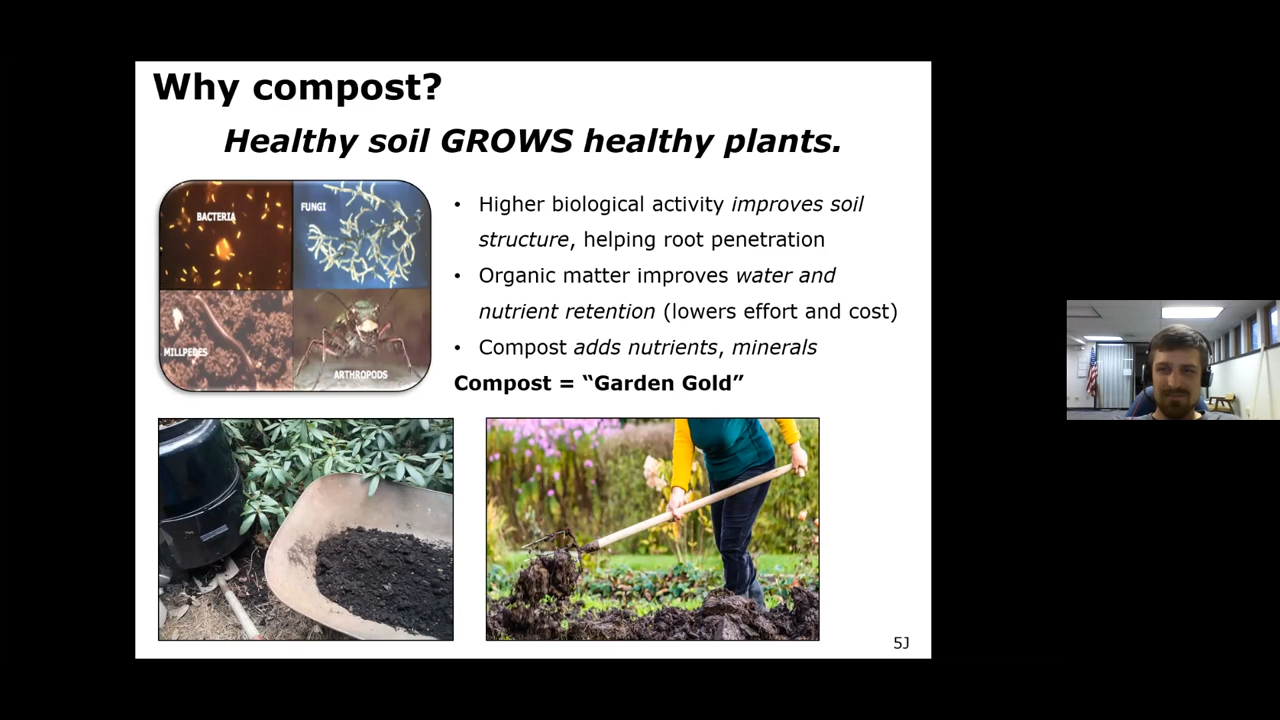 Why compost?
Healthy soil GROWS healthy plants.
BACTERIA
FUNGI
MILLPEDES
ARTHROPODS
• Higher biological activity improves soil
structure, helping root penetration
• Organic matter improves water and
nutrient retention (lowers effort and cost)
• Compost adds nutrients, minerals
Compost = “Garden Gold”
5J